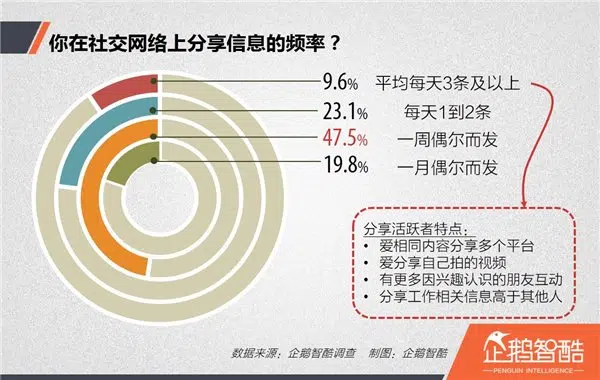 你在社交网络上分享信息的频率？
9.6% 平均每天3条及以上
23.1% 每天1到2条
47.5% 一周偶尔而发
19.8% 一月偶尔而发
分享活跃者特点：
• 爱相同内容分享多个平台
• 爱分享自己拍的视频
• 有更多因兴趣认识的朋友互动
• 分享工作相关信息高于其他人
数据来源：企鹅智酷调查 制图：企鹅智酷
企鹅智酷
PENGUIN INTELLIGENCE